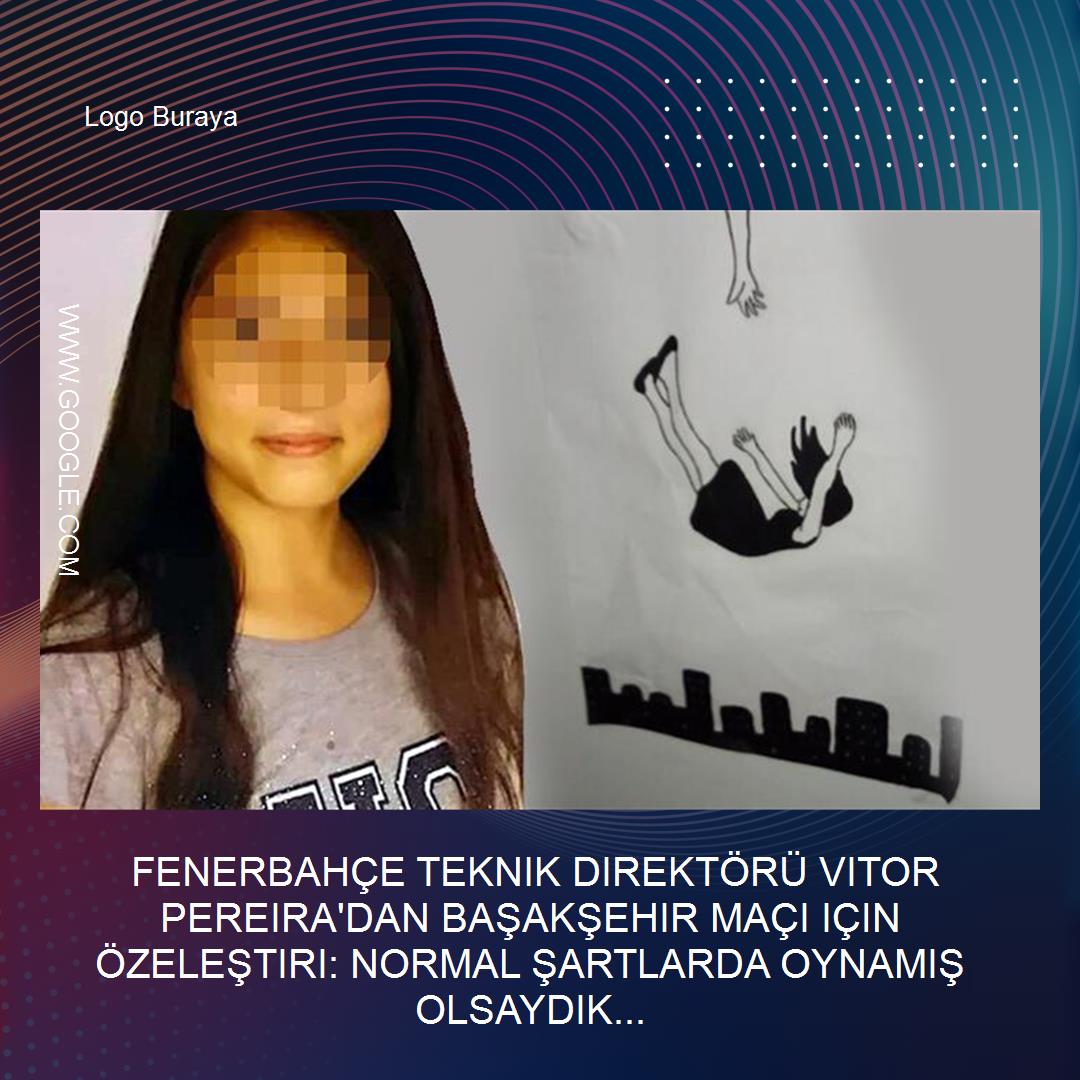 Logo Buraya
WWW.GOOGLE.COM
FENERBAHÇE TEKNIK DIREKTÖRÜ VITOR
PEREIRA'DAN BAŞAKŞEHIR MAÇI IÇIN
ÖZELEŞTIRI: NORMAL ŞARTLARDA OYNAMIŞ
OLSAYDIK...